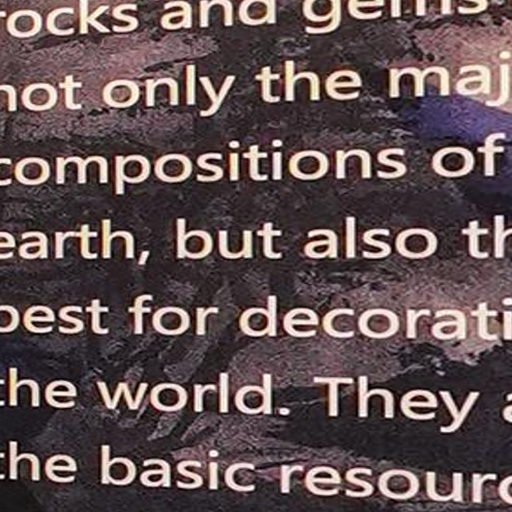 rocks and gems
not only the maj
compositions of
earth, but also th
best for decorati
the world. They a
the basic resourc